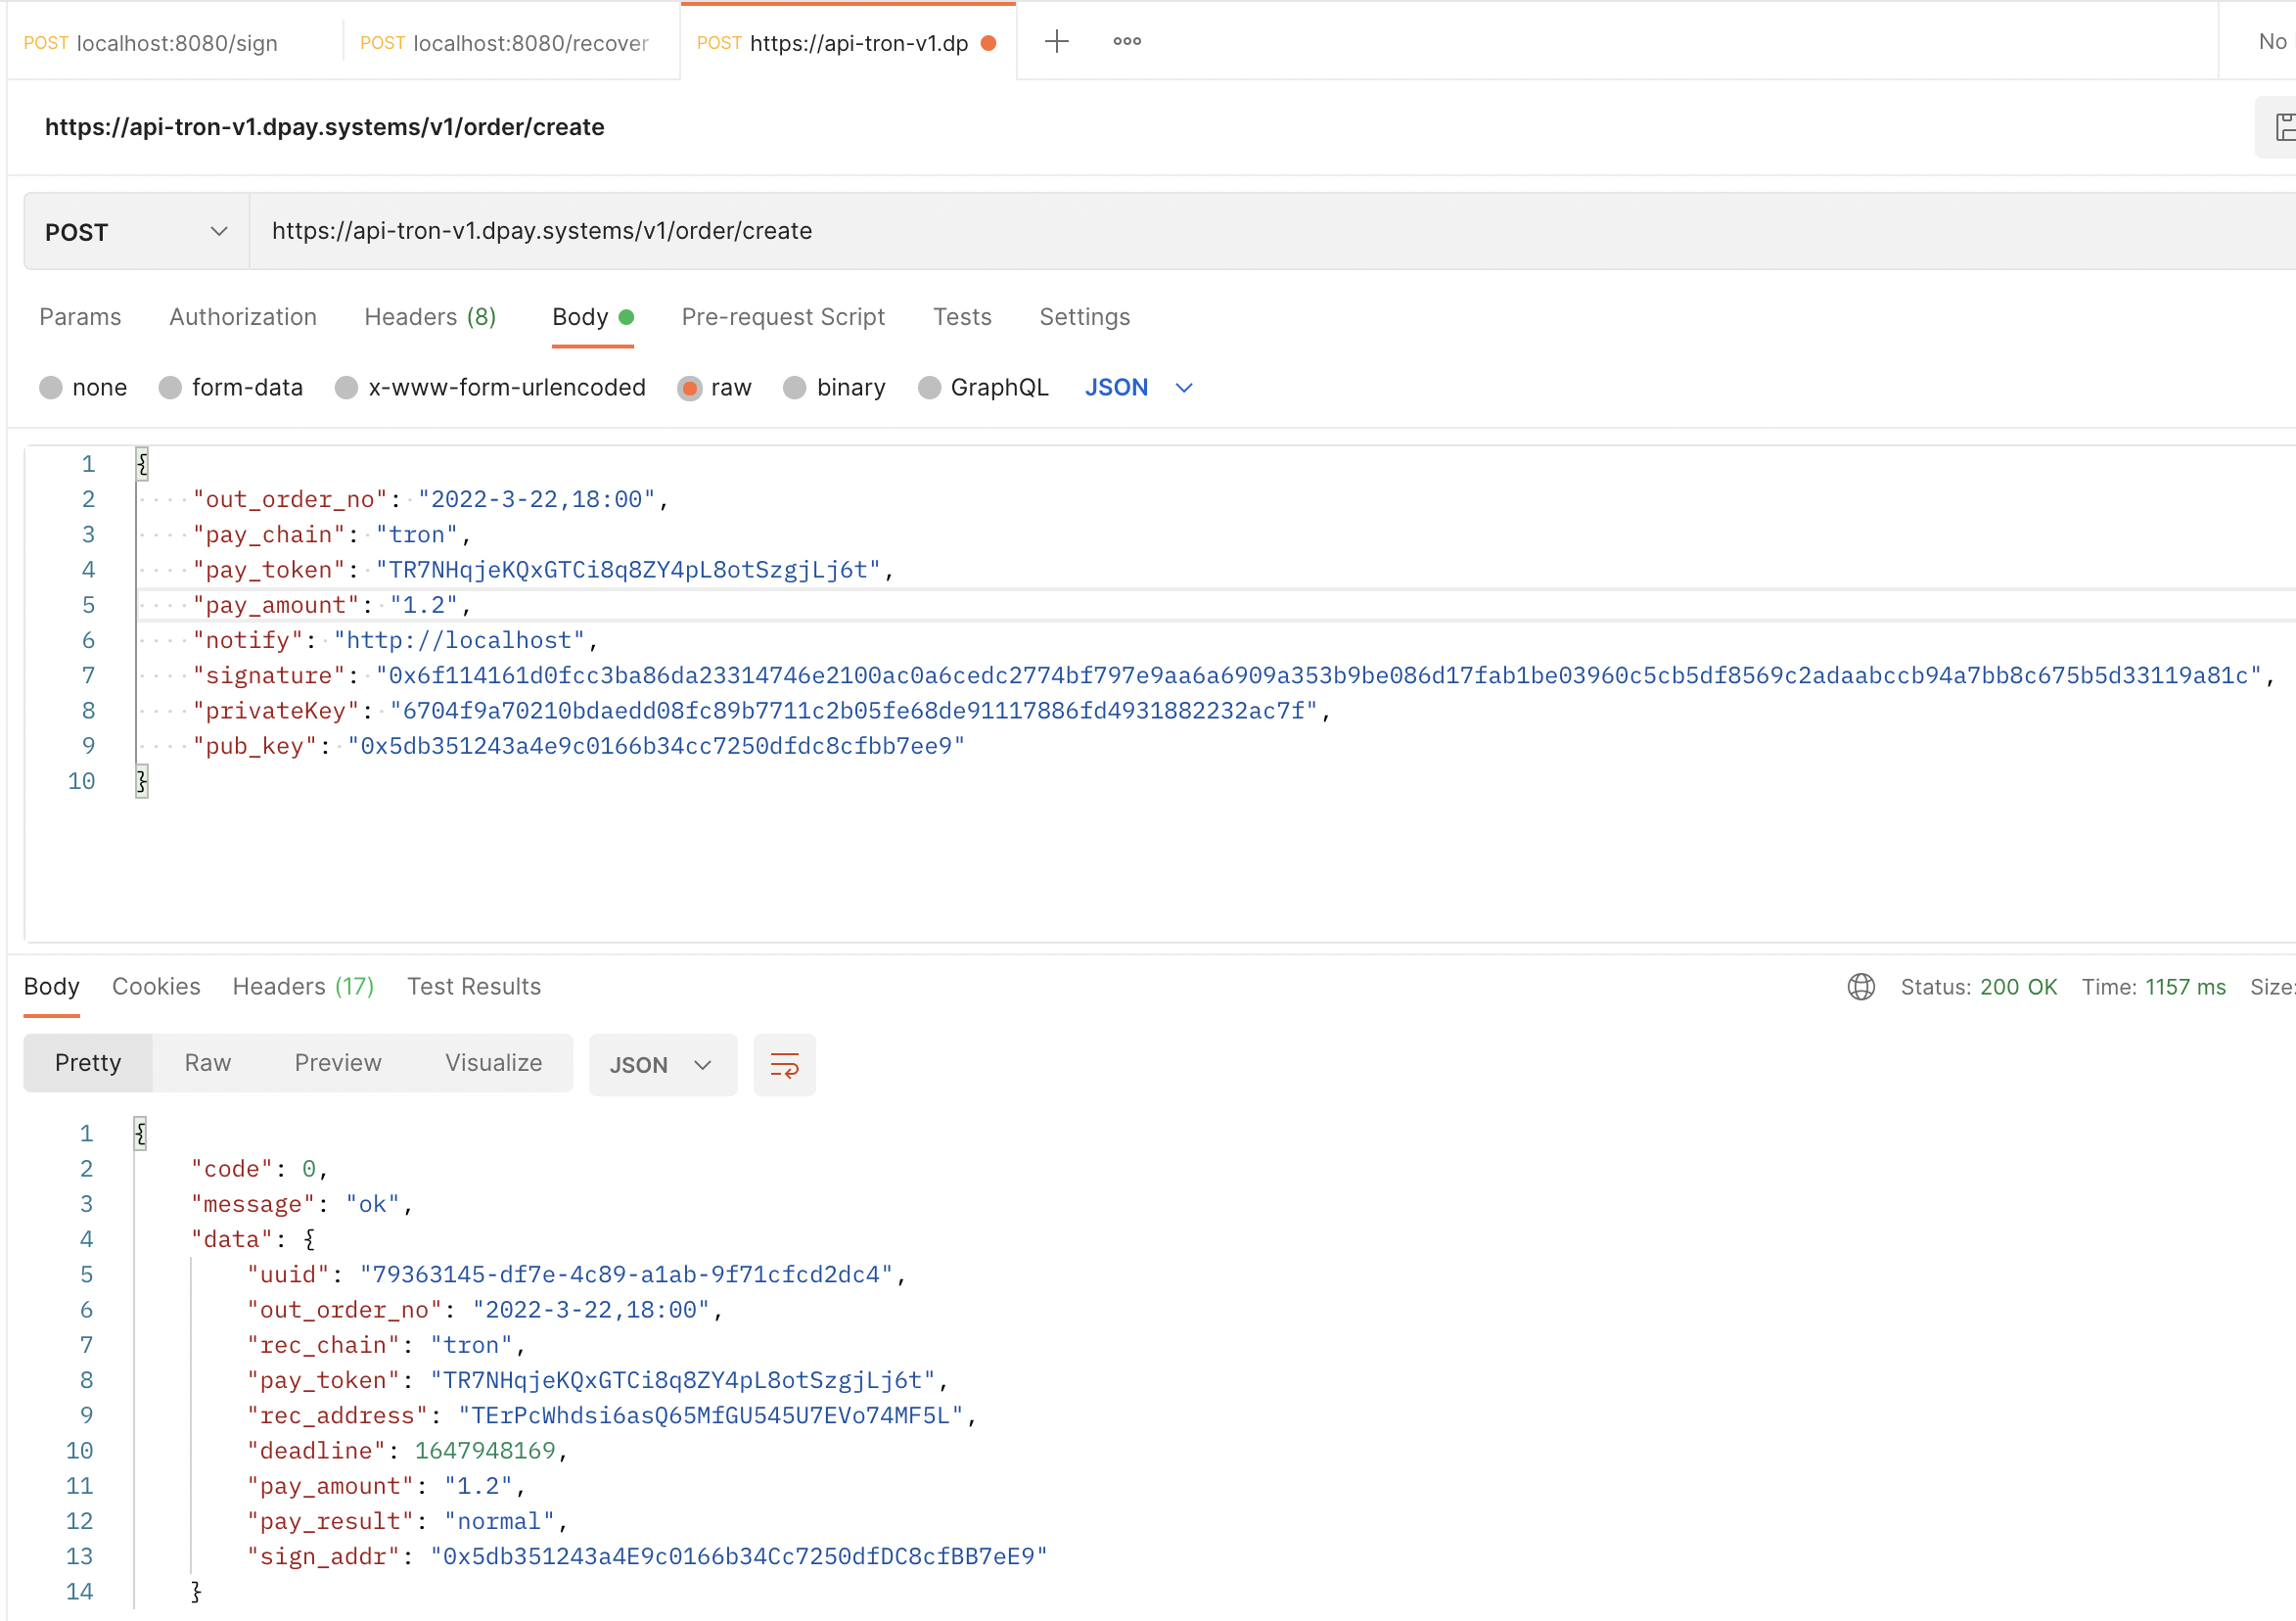 POST localhost:8080/sign POST localhost:8080/recover POST https://api-tron-v1.dp No
https://api-tron-v1.dpay.systems/v1/order/create
POST https://api-tron-v1.dpay.systems/v1/order/create
Params Authorization Headers (8) Body Pre-request Script Tests Settings
none form-data x-www-form-urlencoded raw binary GraphQL JSON
1 {
2 "out_order_no": "2022-3-22,18:00",
3 "pay_chain": "tron",
4 "pay_token": "TR7NHqjeKQxGTCi8q8ZY4pL8otSzgjLj6t",
5 "pay_amount": "1.2",
6 "notify": "http://localhost",
7 "signature": "0x6f114161d0fcc3ba86da23314746e2100ac0a6cedc2774bf797e9aa6a6909a353b9be086d17fab1be03960c5cb5df8569c2adaabccb94a7bb8c675b5d33119a81c",
8 "privateKey": "6704f9a70210bdaedd08fc89b7711c2b05fe68de91117886fd4931882232ac7f",
9 "pub_key": "0x5db351243a4e9c0166b34cc7250dfdc8cfbb7ee9"
10 }
Body Cookies Headers (17) Test Results Status: 200 OK Time: 1157 ms Size:
Pretty Raw Preview Visualize JSON
1 {
2 "code": 0,
3 "message": "ok",
4 "data": {
5 "uuid": "79363145-df7e-4c89-a1ab-9f71cfcd2dc4",
6 "out_order_no": "2022-3-22,18:00",
7 "rec_chain": "tron",
8 "pay_token": "TR7NHqjeKQxGTCi8q8ZY4pL8otSzgjLj6t",
9 "rec_address": "TErPcWhdsi6asQ65MfGU545U7EVo74MF5L",
10 "deadline": 1647948169,
11 "pay_amount": "1.2",
12 "pay_result": "normal",
13 "sign_addr": "0x5db351243a4E9c0166b34Cc7250dfDC8cfBB7eE9"
14 }